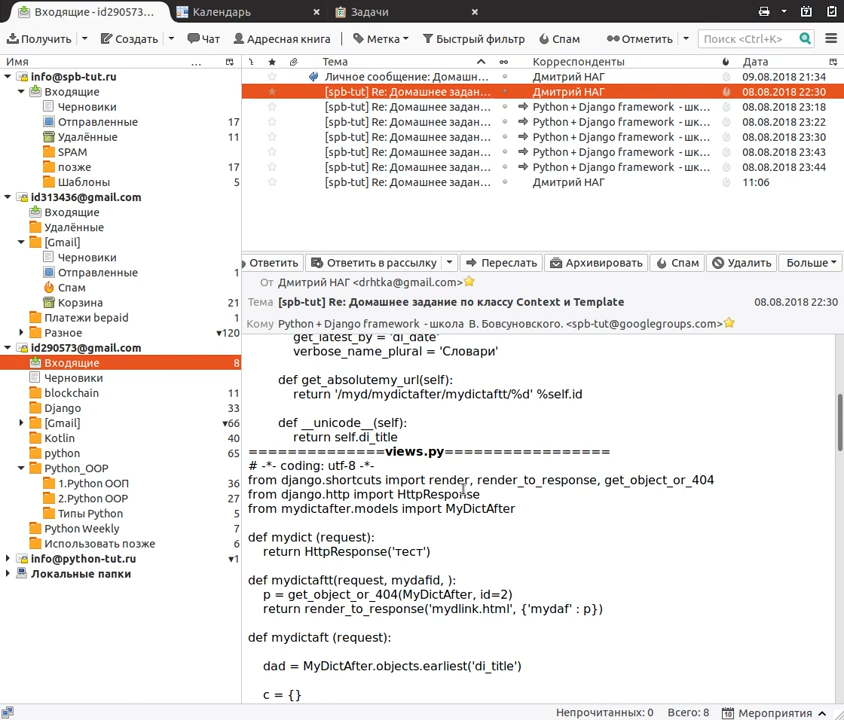 Входящие - id290573...
Календарь
Задачи
Получить
Создать
Чат
Адресная книга
Метка
Быстрый фильтр
Спам
Отметить
Поиск <Ctrl+K>
Имя
...
Тема
Корреспонденты
Дата
info@spb-tut.ru
Входящие
Черновики
Отправленные 17
Удалённые 11
SPAM
позже 17
Шаблоны 5
id313436@gmail.com
Входящие
Удалённые
[Gmail]
Черновики
Отправленные 1
Спам
Корзина 21
Платежи bepaid 1
Разное ▾120
id290573@gmail.com
Входящие 8
Черновики
blockchain 11
Django 33
[Gmail] ▾66
Kotlin 40
python 65
Python_OOP
1.Python ООП 36
2.Python OOP 27
Типы Python 5
Python Weekly 7
Использовать позже 6
info@python-tut.ru ▾1
Локальные папки
Личное сообщение: Домашн... Дмитрий НАГ 09.08.2018 21:34
[spb-tut] Re: Домашнее задан... Дмитрий НАГ 08.08.2018 22:30
[spb-tut] Re: Домашнее задан... Python + Django framework - шк... 08.08.2018 23:18
[spb-tut] Re: Домашнее задан... Python + Django framework - шк... 08.08.2018 23:22
[spb-tut] Re: Домашнее задан... Python + Django framework - шк... 08.08.2018 23:30
[spb-tut] Re: Домашнее задан... Python + Django framework - шк... 08.08.2018 23:43
[spb-tut] Re: Домашнее задан... Python + Django framework - шк... 08.08.2018 23:44
[spb-tut] Re: Домашнее задан... Дмитрий НАГ 11:06
Ответить
Ответить в рассылку
Переслать
Архивировать
Спам
Удалить
Больше
От Дмитрий НАГ <drhtka@gmail.com>
Тема [spb-tut] Re: Домашнее задание по классу Context и Template 08.08.2018 22:30
Кому Python + Django framework - школа В. Бовсуновского. <spb-tut@googlegroups.com>
get_latest_by = 'di_date'
verbose_name_plural = 'Словари'
def get_absolutemy_url(self):
return '/myd/mydictafter/mydictaftt/%d' %self.id
def __unicode__(self):
return self.di_title
==============views.py=================
# -*- coding: utf-8 -*-
from django.shortcuts import render, render_to_response, get_object_or_404
from django.http import HttpResponse
from mydictafter.models import MyDictAfter
def mydict (request):
return HttpResponse('тест')
def mydictaftt(request, mydafid, ):
p = get_object_or_404(MyDictAfter, id=2)
return render_to_response('mydlink.html', {'mydaf' : p})
def mydictaft (request):
dad = MyDictAfter.objects.earliest('di_title')
c = {}
Непрочитанных: 0
Всего: 8
10
Мероприятия